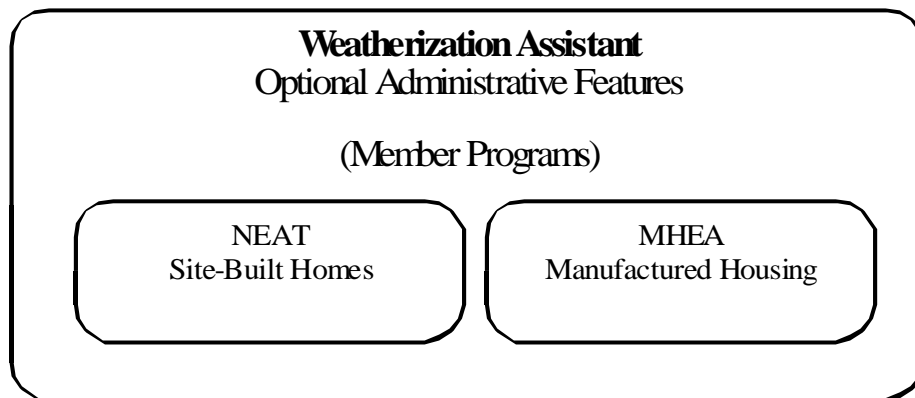 Weatherization Assistant
Optional Administrative Features
(Member Programs)
NEAT
Site-Built Homes
MHEA
Manufactured Housing